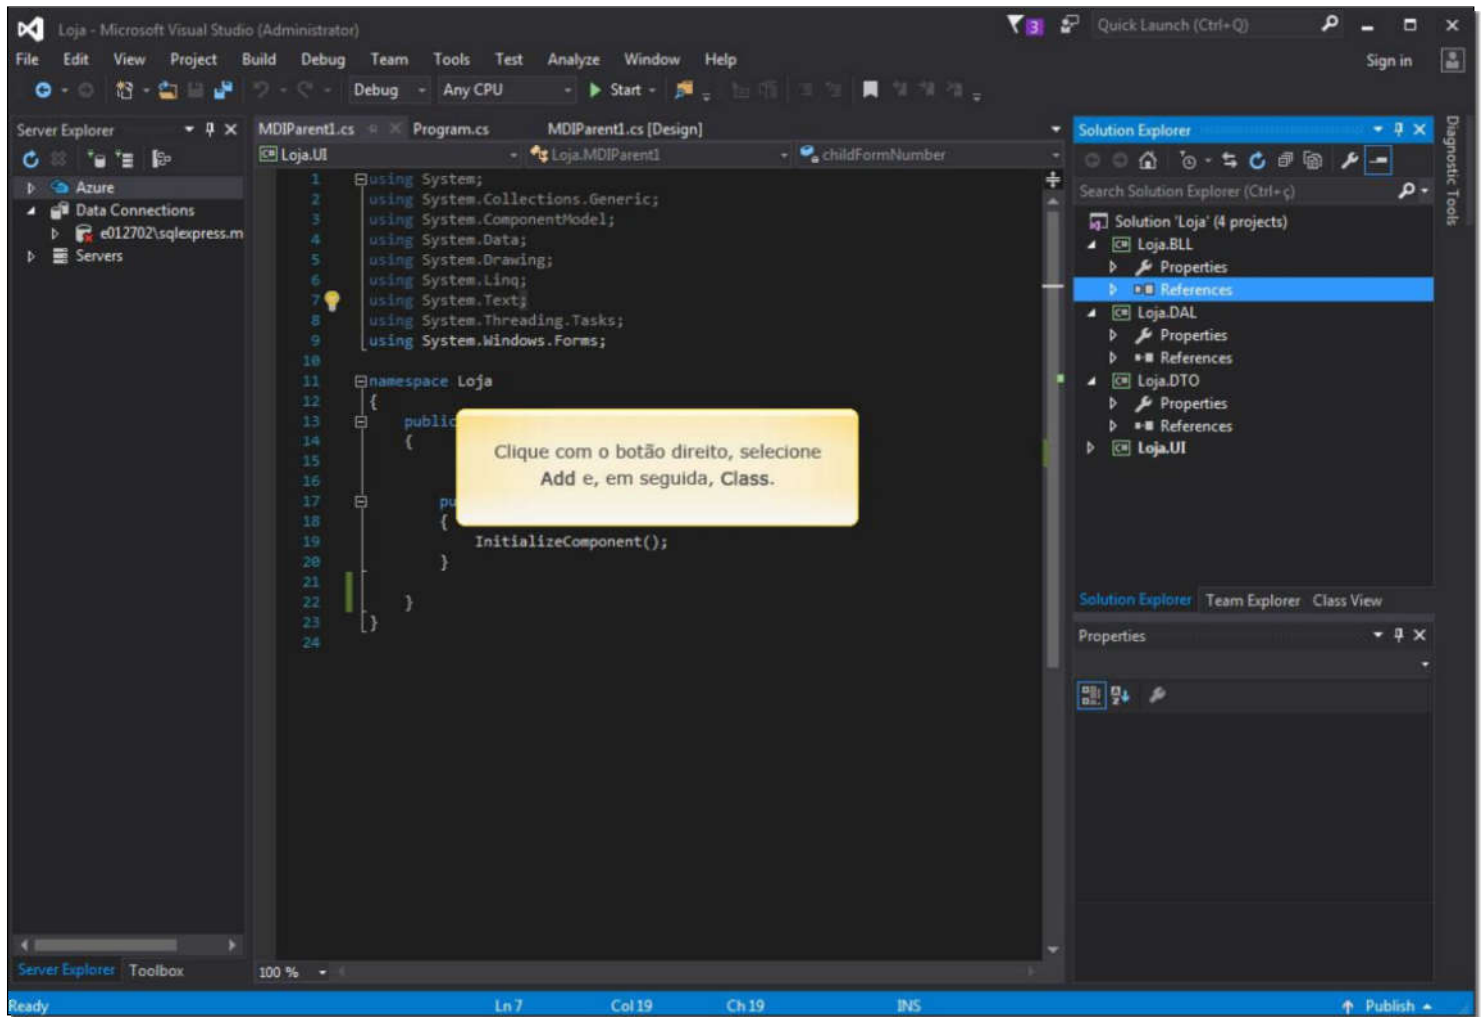 Loja - Microsoft Visual Studio (Administrator)
3
Quick Launch (Ctrl+Q)
File Edit View Project Build Debug Team Tools Test Analyze Window Help
Sign in
Debug Any CPU Start
Server Explorer
Azure
Data Connections
e012702\sqlexpress.m
Servers
Server Explorer Toolbox
MDIParent1.cs Program.cs MDIParent1.cs [Design]
Loja.UI Loja.MDIParent1 childFormNumber
1 using System;
2 using System.Collections.Generic;
3 using System.ComponentModel;
4 using System.Data;
5 using System.Drawing;
6 using System.Linq;
7 using System.Text;
8 using System.Threading.Tasks;
9 using System.Windows.Forms;
10
11 namespace Loja
12 {
13 public
14 {
15
16
17 pu
18 {
19 InitializeComponent();
20 }
21
22 }
23 }
24
Clique com o botão direito, selecione
Add e, em seguida, Class.
100 %
Solution Explorer
Search Solution Explorer (Ctrl+ç)
Solution 'Loja' (4 projects)
C# Loja.BLL
Properties
References
C# Loja.DAL
Properties
References
C# Loja.DTO
Properties
References
C# Loja.UI
Solution Explorer Team Explorer Class View
Properties
Diagnostic Tools
Ready Ln 7 Col 19 Ch 19 INS Publish